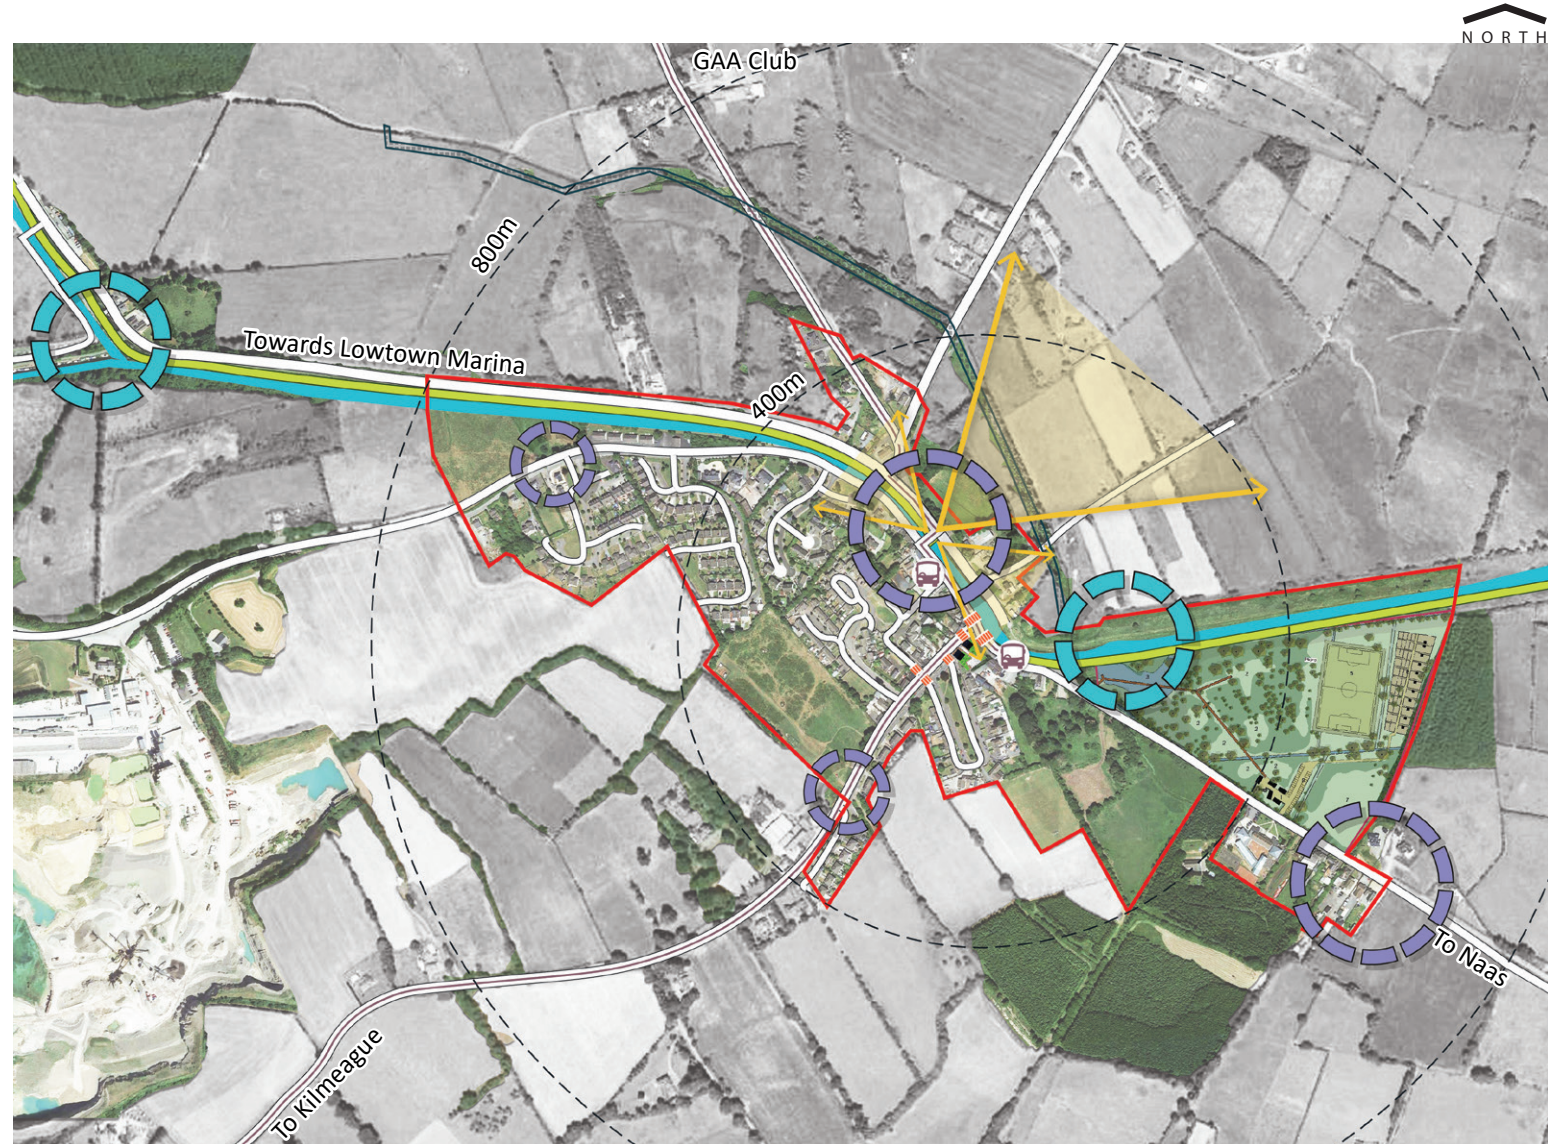 NORTH
GAA Club
800m
Towards Lowtown Marina
400m
To Naas
To Kilmeague